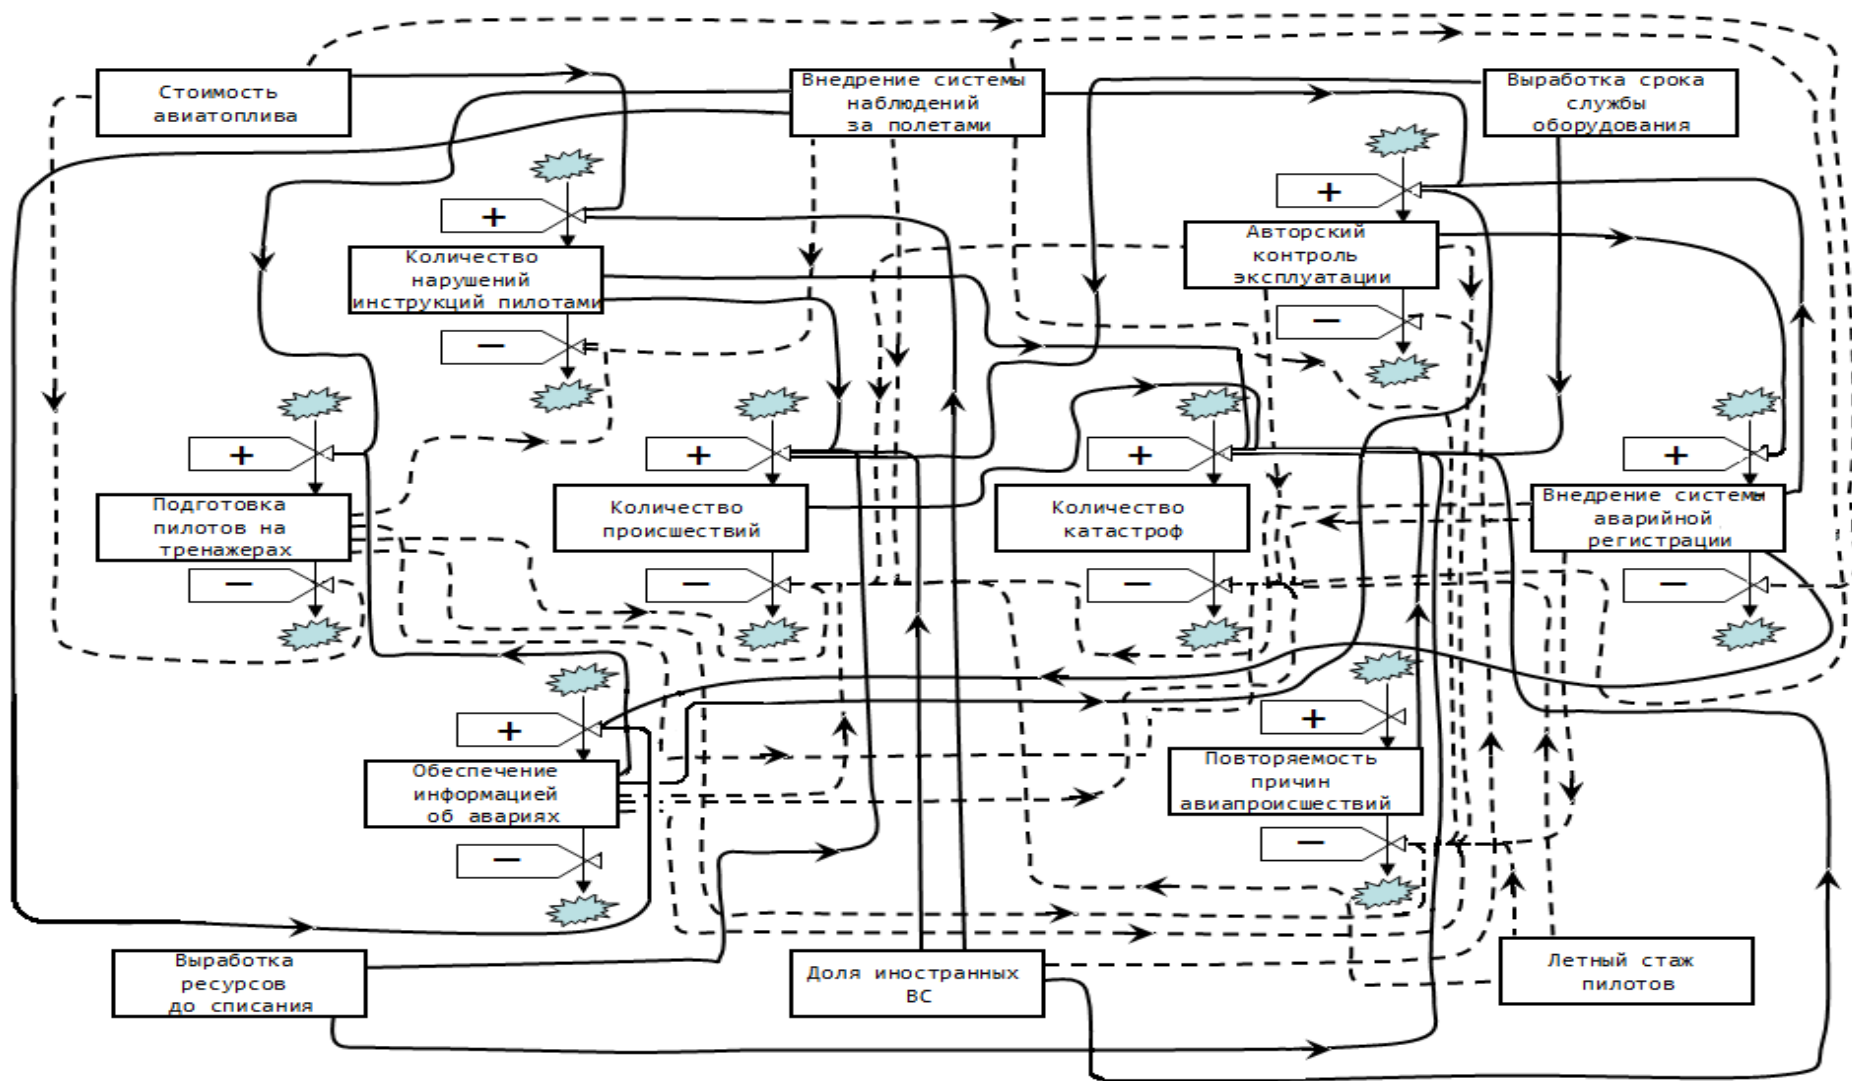 Стоимость
авиатоплива
Внедрение системы
наблюдений
за полетами
Выработка срока
службы
оборудования
+
+
Количество
нарушений
инструкций пилотами
Авторский
контроль
эксплуатации
−
−
+
+
+
+
Подготовка
пилотов на
тренажерах
Количество
происшествий
Количество
катастроф
Внедрение системы
аварийной
регистрации
−
−
−
−
+
+
Обеспечение
информацией
об авариях
Повторяемость
причин
авиапроисшествий
−
−
Выработка
ресурсов
до списания
Доля иностранных
ВС
Летный стаж
пилотов